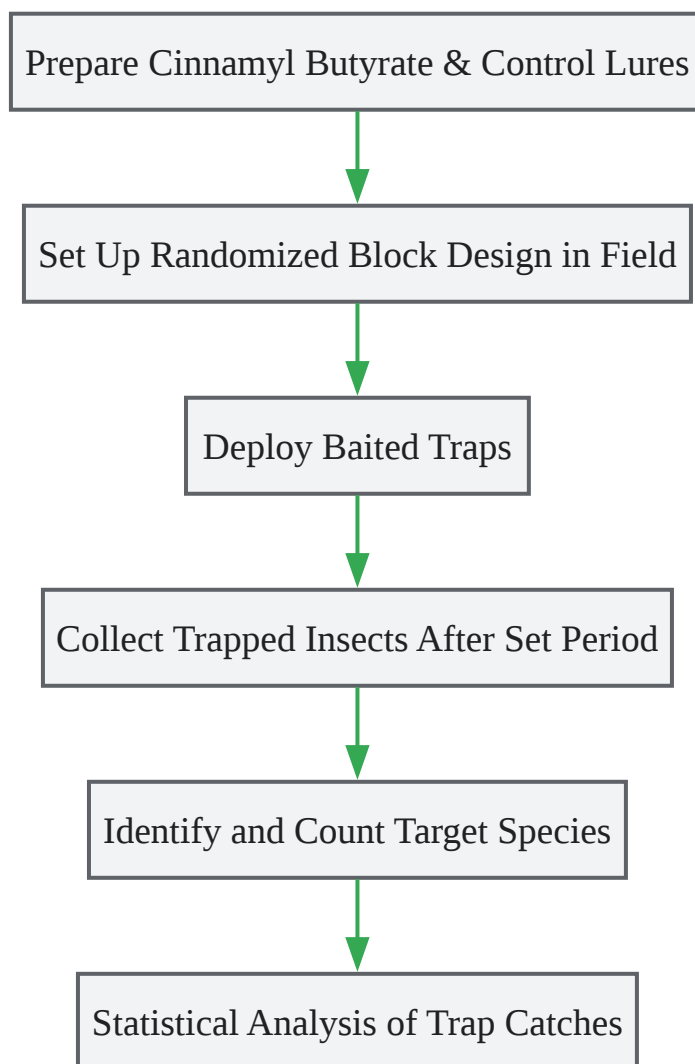 Prepare Cinnamyl Butyrate & Control Lures
Set Up Randomized Block Design in Field
Deploy Baited Traps
Collect Trapped Insects After Set Period
Identify and Count Target Species
Statistical Analysis of Trap Catches